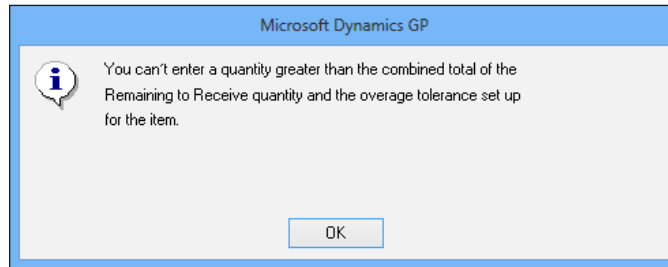 Microsoft Dynamics GP
You can´t enter a quantity greater than the combined total of the
Remaining to Receive quantity and the overage tolerance set up
for the item.
OK